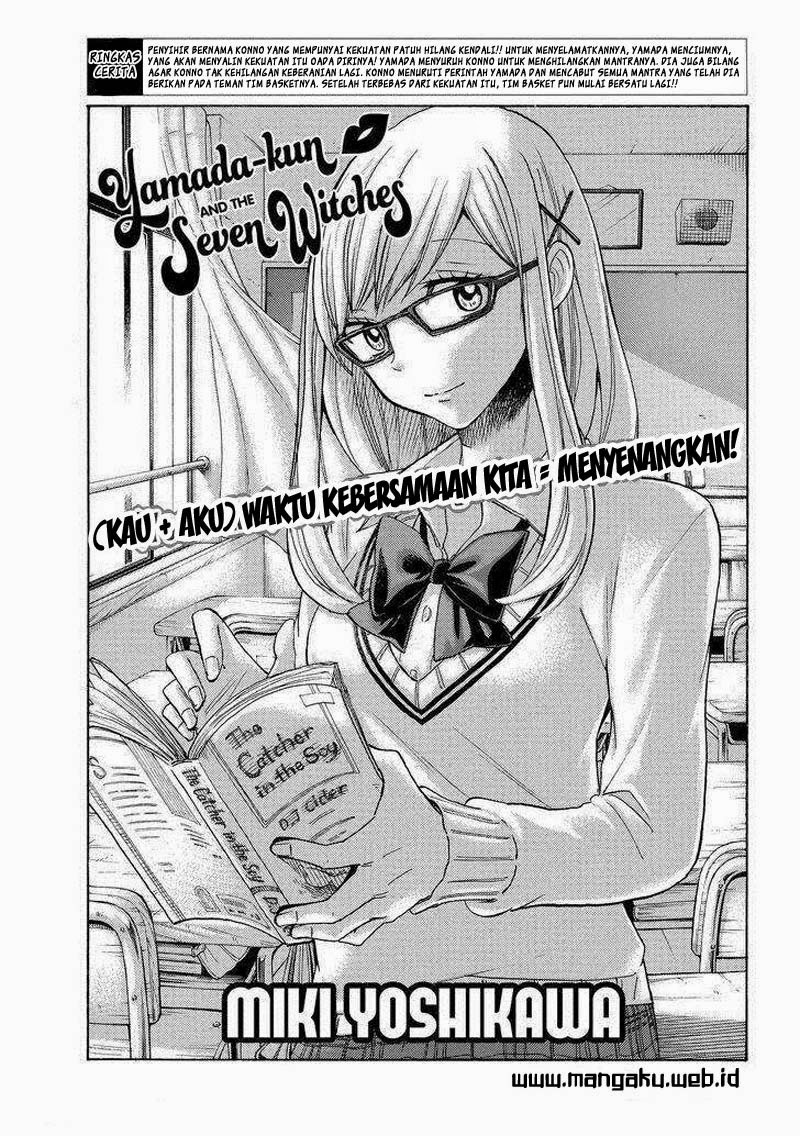 RINGKAS
CERITA
PENYIHIR BERNAMA KONNO YANG MEMPUNYAI KEKUATAN PATUH HILANG KENDALI!! UNTUK MENYELAMATKANNYA, YAMADA MENCIUMNYA,
YANG AKAN MENYALIN KEKUATAN ITU OADA DIRINYA! YAMADA MENYURUH KONNO UNTUK MENGHILANGKAN MANTRANYA. DIA JUGA BILANG
AGAR KONNO TAK KEHILANGAN KEBERANIAN LAGI. KONNO MENURUTI PERINTAH YAMADA DAN MENCABUT SEMUA MANTRA YANG TELAH DIA
BERIKAN PADA TEMAN TIM BASKETNYA. SETELAH TERBEBAS DARI KEKUATAN ITU, TIM BASKET PUN MULAI BERSATU LAGI!!
Yamada-kun
AND THE
Seven Witches
(KAU + AKU) WAKTU KEBERSAMAAN KITA = MENYENANGKAN!
The
Catcher
in the Soy
D.J Cider
The Catcher in the Soy
MIKI YOSHIKAWA
www.mangaku.web.id